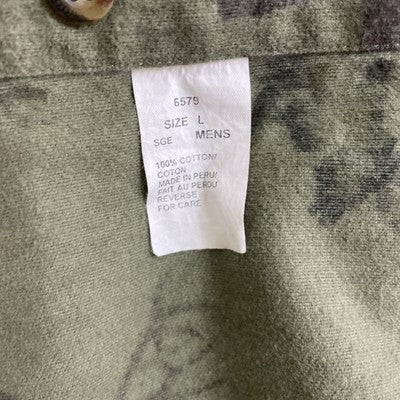 6579
SIZE L
SGE MENS
100% COTTON/
COTON
MADE IN PERU/
FAIT AU PEROU
REVERSE
FOR CARE